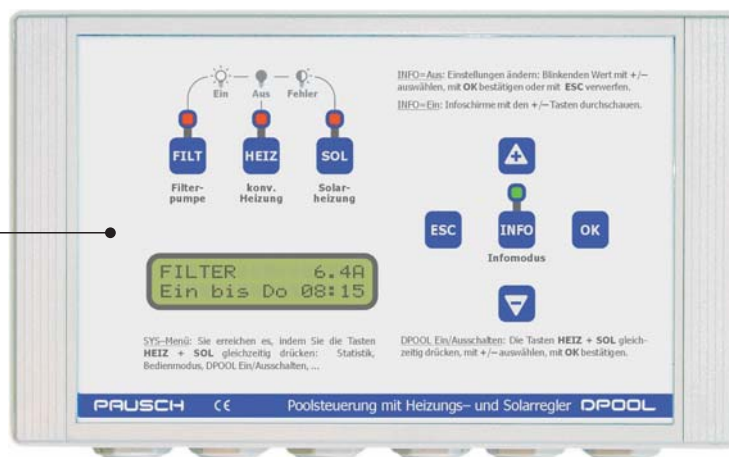 Ein Aus Fehler
FILT HEIZ SOL
Filter-
pumpe
konv.
Heizung
Solar-
heizung
FILTER 6.4A
Ein bis Do 08:15
SYS–Menü: Sie erreichen es, indem Sie die Tasten
HEIZ + SOL gleichzeitig drücken: Statistik,
Bedienmodus, DPOOL Ein/Ausschalten, ...
INFO=Aus: Einstellungen ändern: Blinkenden Wert mit +/–
auswählen, mit OK bestätigen oder mit ESC verwerfen.
INFO=Ein: Infoschirme mit den +/–Tasten durchschauen.
+
ESC INFO OK
Infomodus
–
DPOOL Ein/Ausschalten: Die Tasten HEIZ + SOL gleich-
zeitig drücken, mit +/– auswählen, mit OK bestätigen.
PAUSCH CE Poolsteuerung mit Heizungs– und Solarregler DPOOL